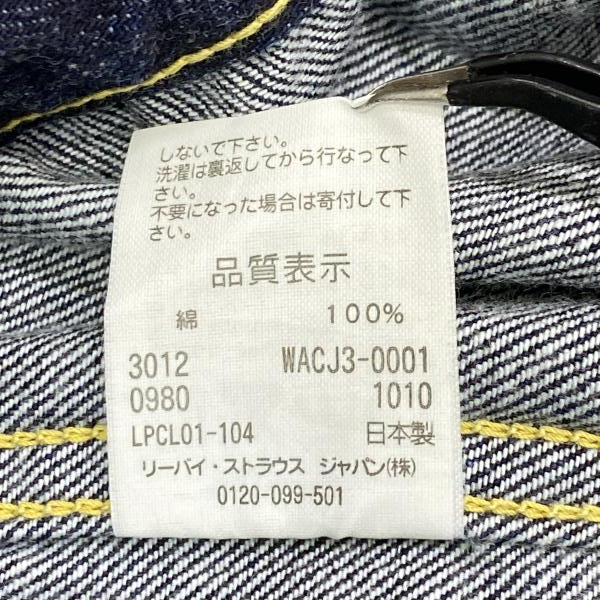 しないで下さい。
洗濯は裏返してから行なって下
さい。
不要になった場合は寄付して下
さい。
品質表示
綿 100%
3012 WACJ3-0001
0980 1010
LPCL01-104 日本製
リーバイ・ストラウス ジャパン(株)
0120-099-501